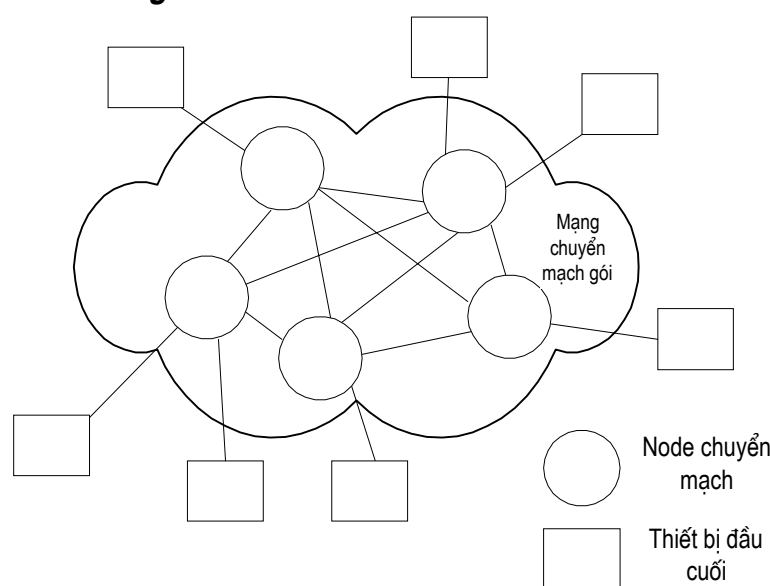 Mạng
chuyển
mạch gói
Node chuyển
mạch
Thiết bị đầu
cuối